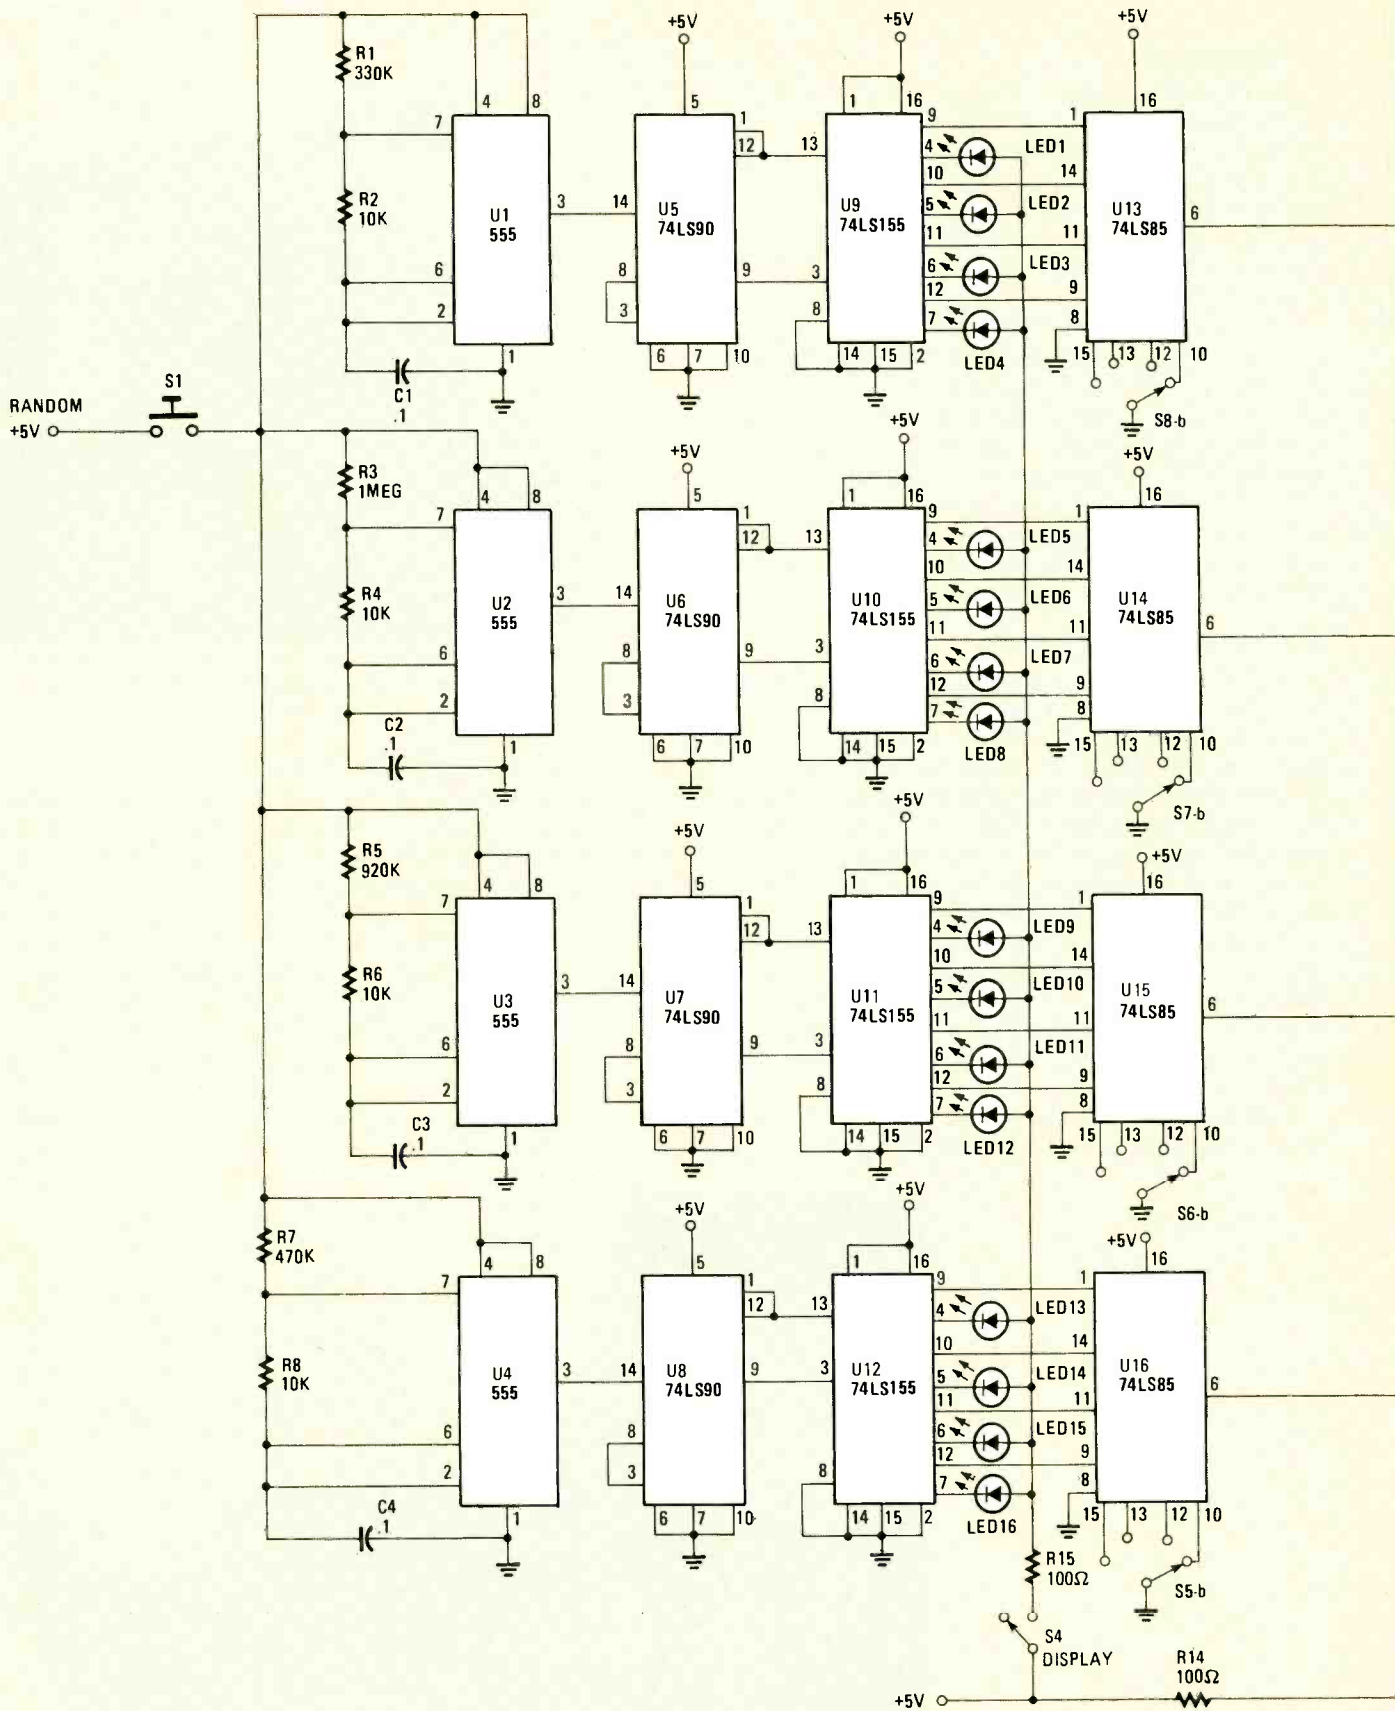 +5V
+5V
+5V
R1
330K
4
8
5
1
16
16
7
1
12
13
9
1
4
LED1
10
14
R2
10K
U1
555
3
14
U5
74LS90
U9
74LS155
5
LED2
U13
74LS85
6
11
11
6
8
9
3
6
LED3
12
9
2
3
8
7
8
1
6
7
10
14
15
2
LED4
15
13
12
10
C1
.1
S1
RANDOM
+5V
S8-b
+5V
+5V
+5V
R3
1MEG
4
8
5
1
16
16
7
1
12
13
9
1
4
LED5
10
14
R4
10K
U2
555
3
14
U6
74LS90
U10
74LS155
5
LED6
U14
74LS85
6
11
11
6
8
9
3
6
LED7
12
9
2
3
8
7
8
C2
.1
1
6
7
10
14
15
2
LED8
15
13
12
10
S7-b
+5V
+5V
+5V
R5
920K
4
8
5
1
16
16
7
1
12
13
9
1
4
LED9
10
14
R6
10K
U3
555
3
14
U7
74LS90
U11
74LS155
5
LED10
U15
74LS85
6
11
11
6
8
9
3
6
LED11
12
9
2
3
8
7
8
C3
.1
1
6
7
10
14
15
2
LED12
15
13
12
10
S6-b
+5V
+5V
+5V
R7
470K
4
8
5
1
16
16
7
1
12
13
9
1
4
LED13
10
14
R8
10K
U4
555
3
14
U8
74LS90
9
3
U12
74LS155
5
LED14
U16
74LS85
6
11
11
6
8
6
LED15
12
9
2
3
8
7
8
C4
.1
1
6
7
10
14
15
2
LED16
15
13
12
10
R15
100Ω
S5-b
S4
DISPLAY
R14
100Ω
+5V